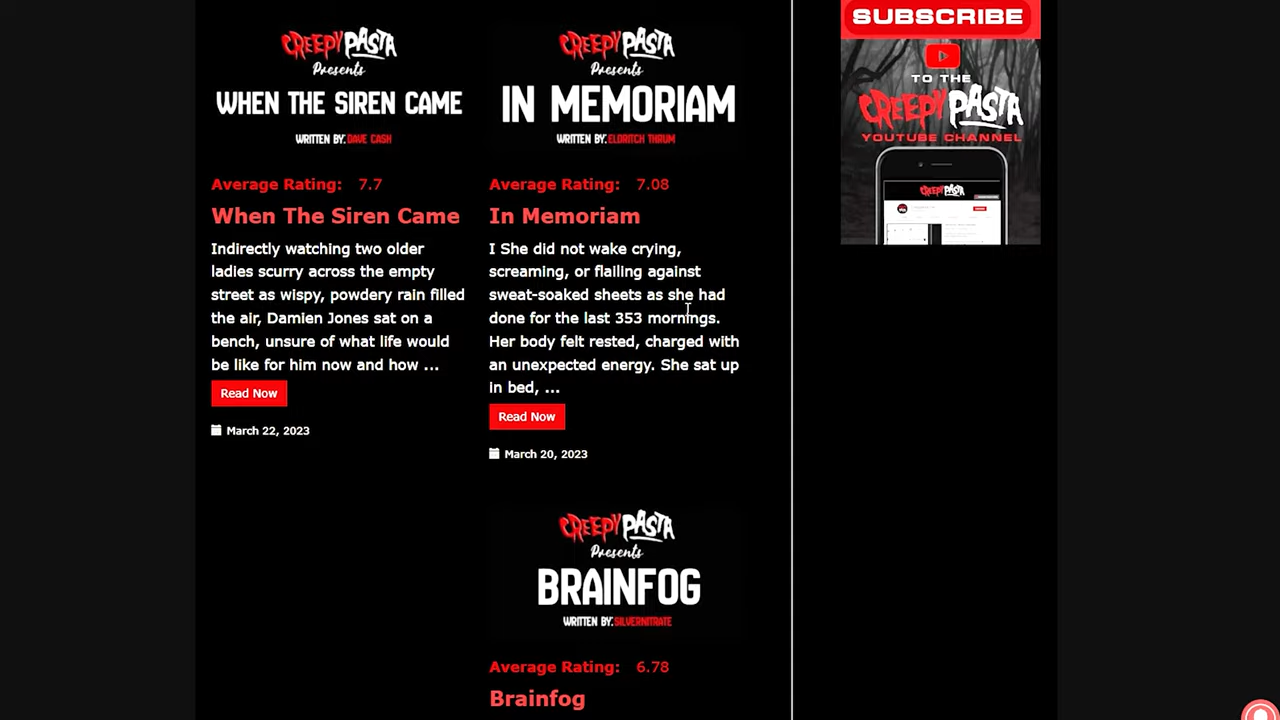 CREEPYPASTA
Presents
WHEN THE SIREN CAME
WRITTEN BY: DAVE CASH
Average Rating: 7.7
When The Siren Came
Indirectly watching two older
ladies scurry across the empty
street as wispy, powdery rain filled
the air, Damien Jones sat on a
bench, unsure of what life would
be like for him now and how ...
Read Now
March 22, 2023
CREEPYPASTA
Presents
IN MEMORIAM
WRITTEN BY: ELDRITCH THRUM
Average Rating: 7.08
In Memoriam
I She did not wake crying,
screaming, or flailing against
sweat-soaked sheets as she had
done for the last 353 mornings.
Her body felt rested, charged with
an unexpected energy. She sat up
in bed, ...
Read Now
March 20, 2023
CREEPYPASTA
Presents
BRAINFOG
WRITTEN BY: SILVERNITRATE
Average Rating: 6.78
Brainfog
SUBSCRIBE
TO THE
CREEPYPASTA
YOUTUBE CHANNEL
CREEPYPASTA